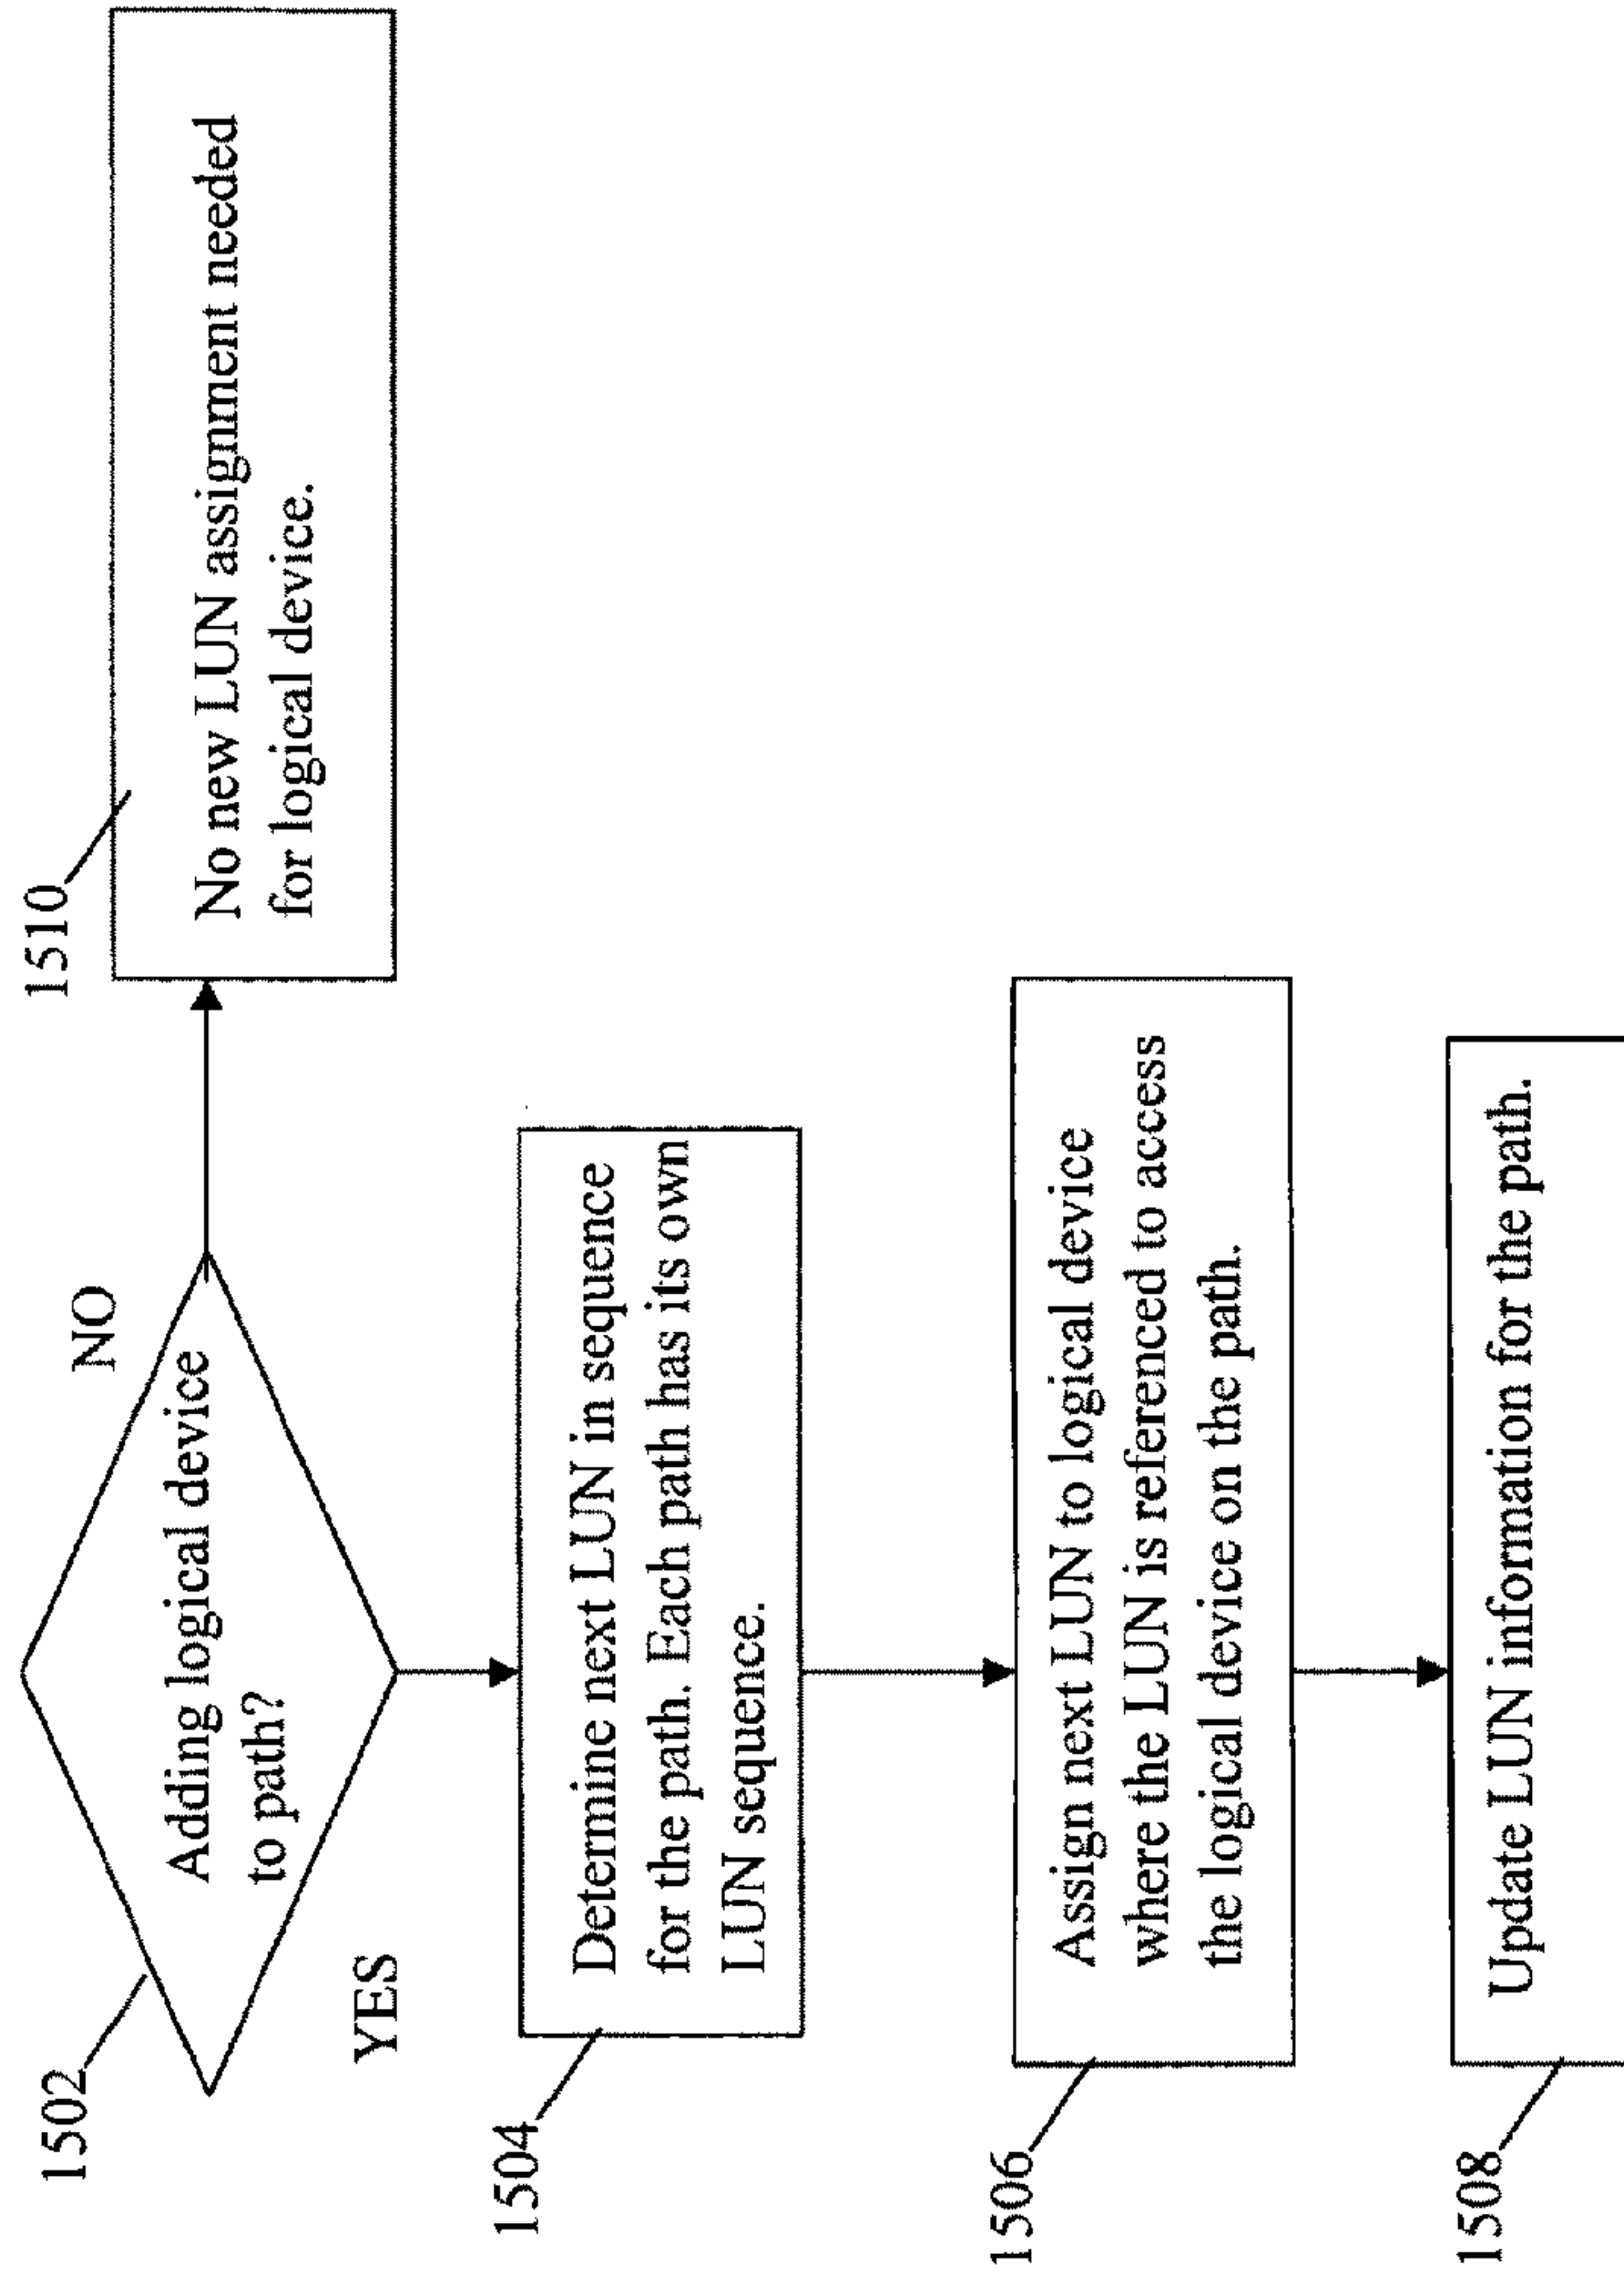 1502
Adding logical device
to path?
NO
YES
1510
No new LUN assignment needed
for logical device.
1504
Determine next LUN in sequence
for the path. Each path has its own
LUN sequence.
1506
Assign next LUN to logical device
where the LUN is referenced to access
the logical device on the path.
1508
Update LUN information for the path.